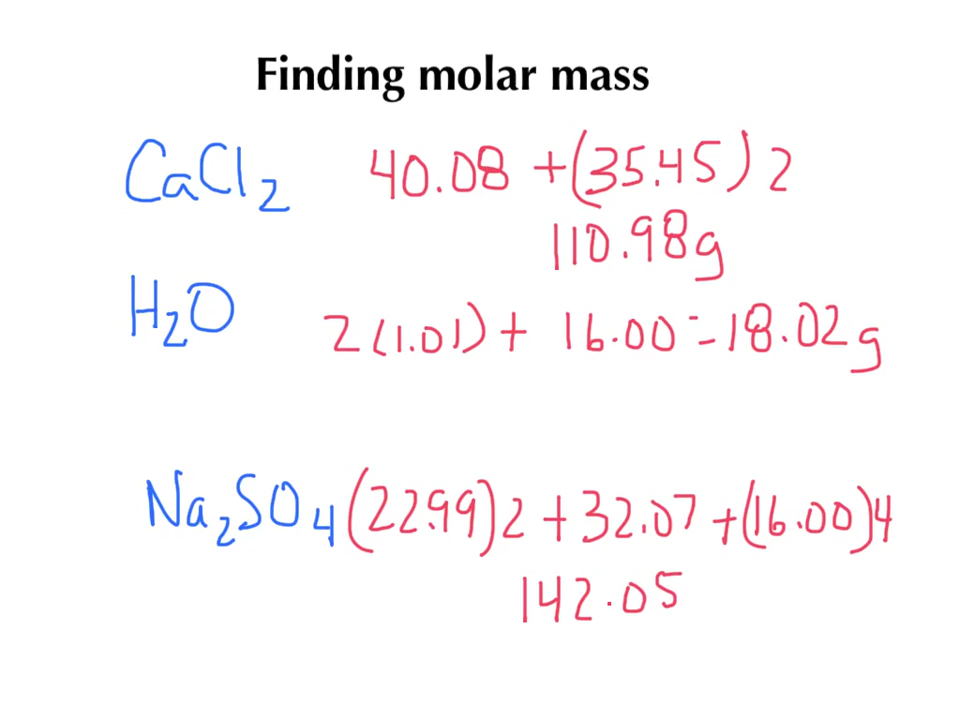 Finding molar mass
CaCl₂ 40.08 + (35.45) 2
110.98g
H₂O 2(1.01) + 16.00 = 18.02g
Na₂SO₄ (22.99)2 + 32.07 + (16.00)4
142.05